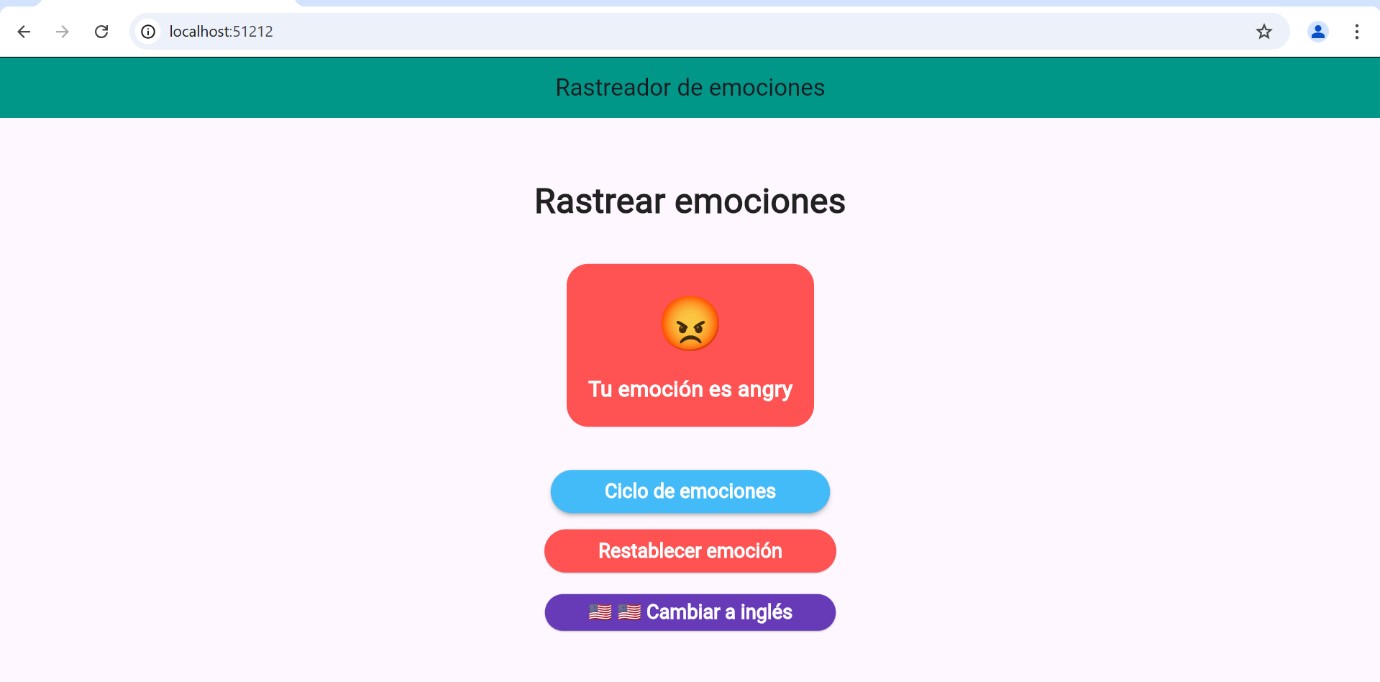 localhost:51212
Rastreador de emociones
Rastrear emociones
😡
Tu emoción es angry
Ciclo de emociones
Restablecer emoción
🇺🇸 🇺🇸 Cambiar a inglés